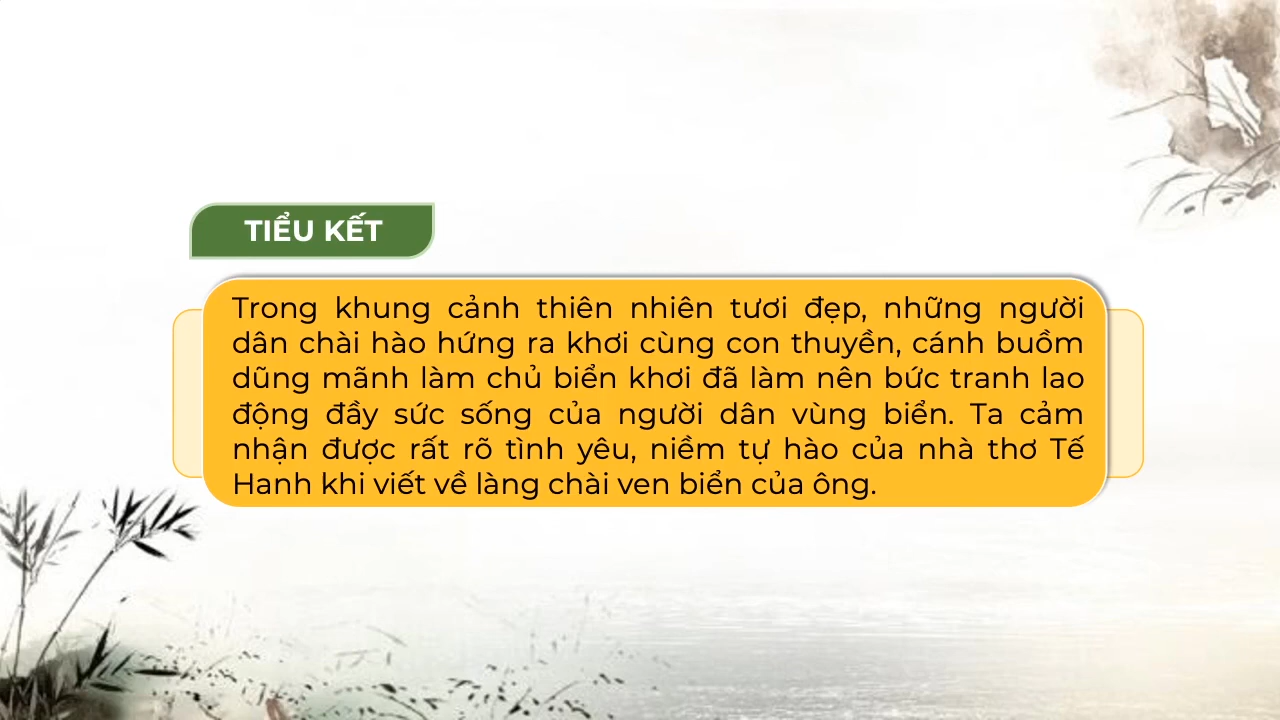 TIỂU KẾT
Trong khung cảnh thiên nhiên tươi đẹp, những người
dân chài hào hứng ra khơi cùng con thuyền, cánh buồm
dũng mãnh làm chủ biển khơi đã làm nên bức tranh lao
động đầy sức sống của người dân vùng biển. Ta cảm
nhận được rất rõ tình yêu, niềm tự hào của nhà thơ Tế
Hanh khi viết về làng chài ven biển của ông.